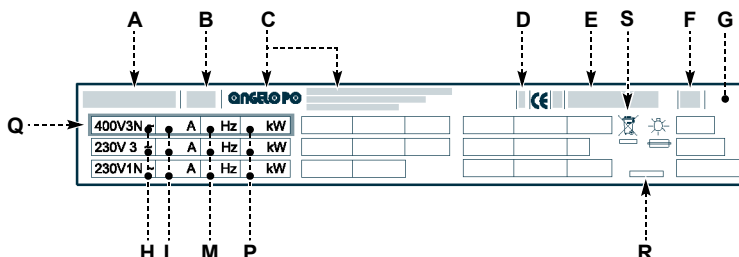 A B C D E S F G
angelo po CE
Q
400V3N ~ A Hz kW
230V 3 ~ A Hz kW
230V1N ~ A Hz kW
H L M P R